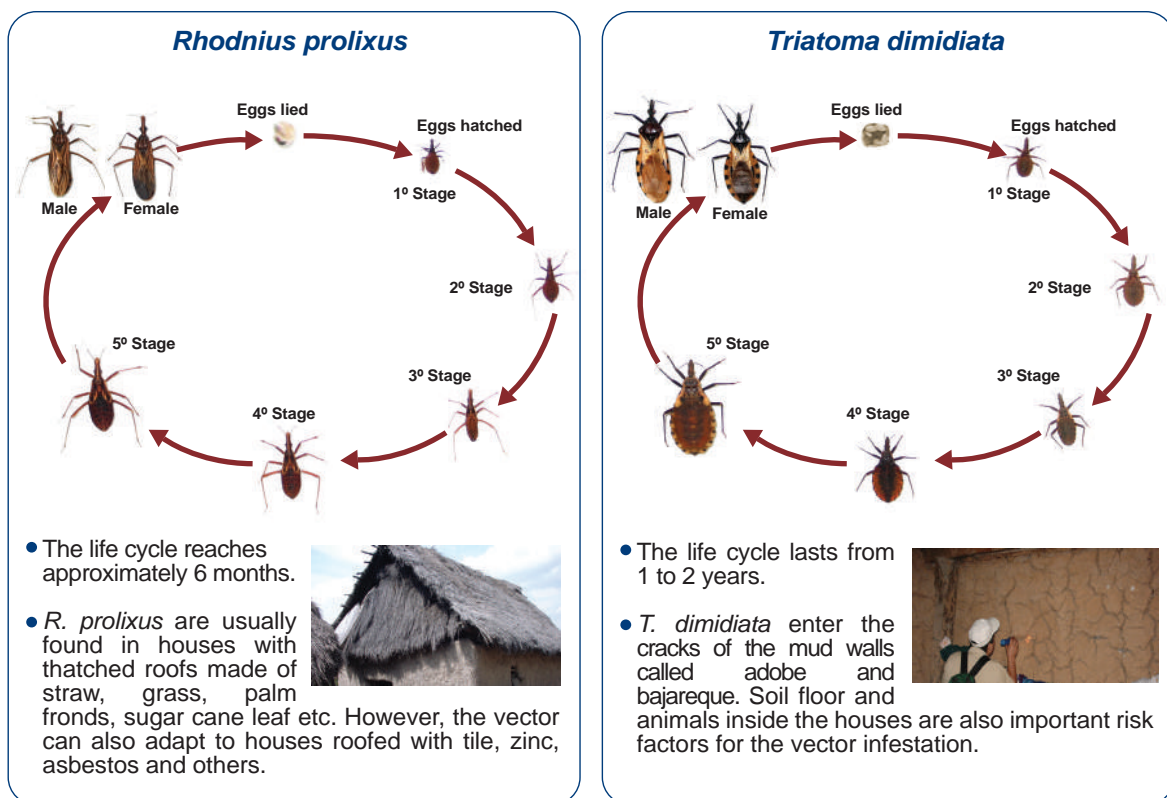 Rhodnius prolixus
Eggs lied
Eggs hatched
1º Stage
Male
Female
2º Stage
5º Stage
3º Stage
4º Stage
• The life cycle reaches
approximately 6 months.
• R. prolixus are usually
found in houses with
thatched roofs made of
straw, grass, palm
fronds, sugar cane leaf etc. However, the vector
can also adapt to houses roofed with tile, zinc,
asbestos and others.
Triatoma dimidiata
Eggs lied
Eggs hatched
1º Stage
Male
Female
2º Stage
5º Stage
3º Stage
4º Stage
• The life cycle lasts from
1 to 2 years.
• T. dimidiata enter the
cracks of the mud walls
called adobe and
bajareque. Soil floor and
animals inside the houses are also important risk
factors for the vector infestation.